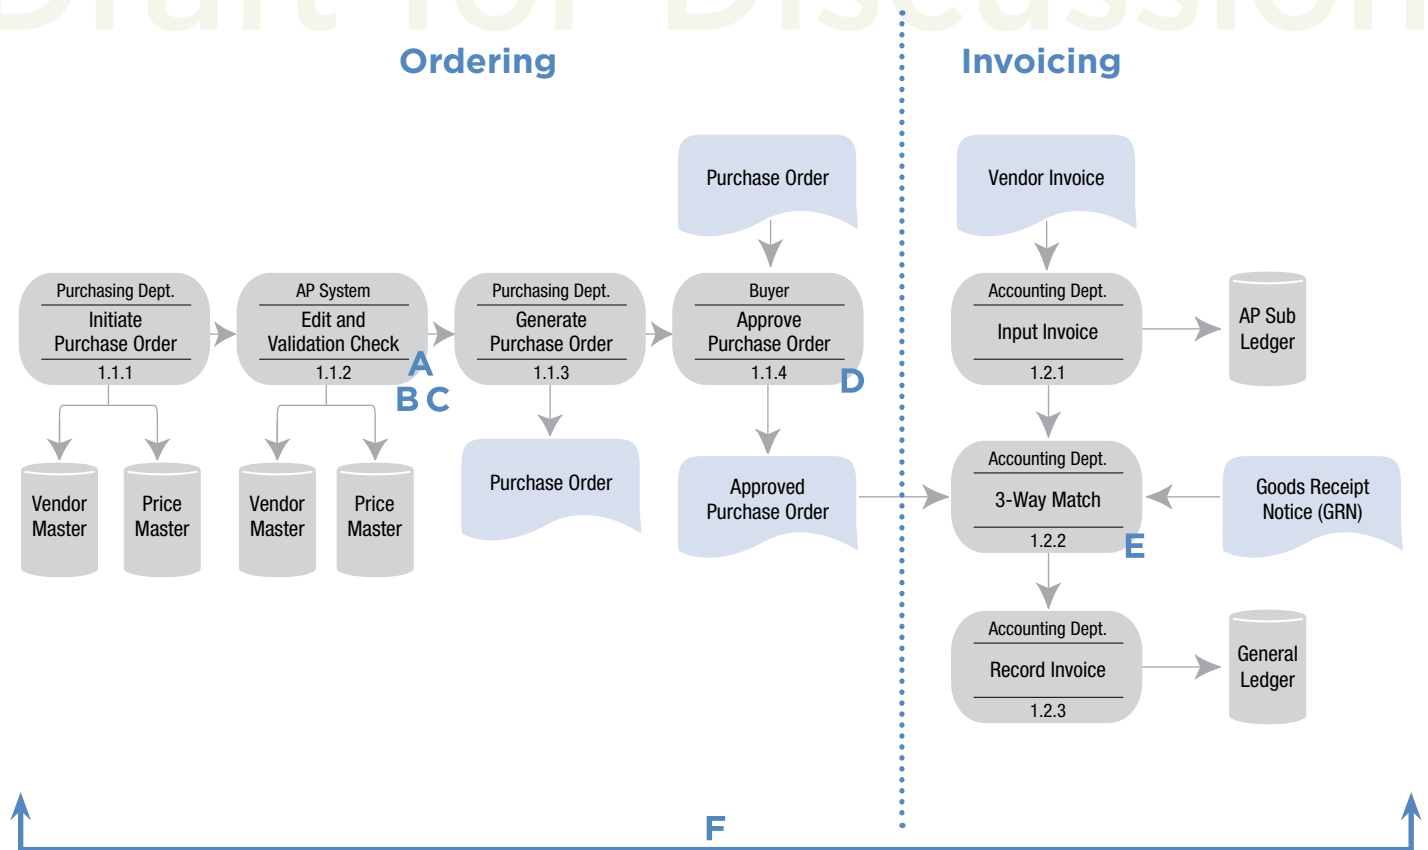 Draft for Discussion
Ordering
Invoicing
Purchase Order
Vendor Invoice
Purchasing Dept.
Initiate
Purchase Order
1.1.1
AP System
Edit and
Validation Check
1.1.2
A
B C
Purchasing Dept.
Generate
Purchase Order
1.1.3
Buyer
Approve
Purchase Order
1.1.4
D
Accounting Dept.
Input Invoice
1.2.1
AP Sub
Ledger
Vendor
Master
Price
Master
Vendor
Master
Price
Master
Purchase Order
Approved
Purchase Order
Accounting Dept.
3-Way Match
1.2.2
E
Goods Receipt
Notice (GRN)
Accounting Dept.
Record Invoice
1.2.3
General
Ledger
F